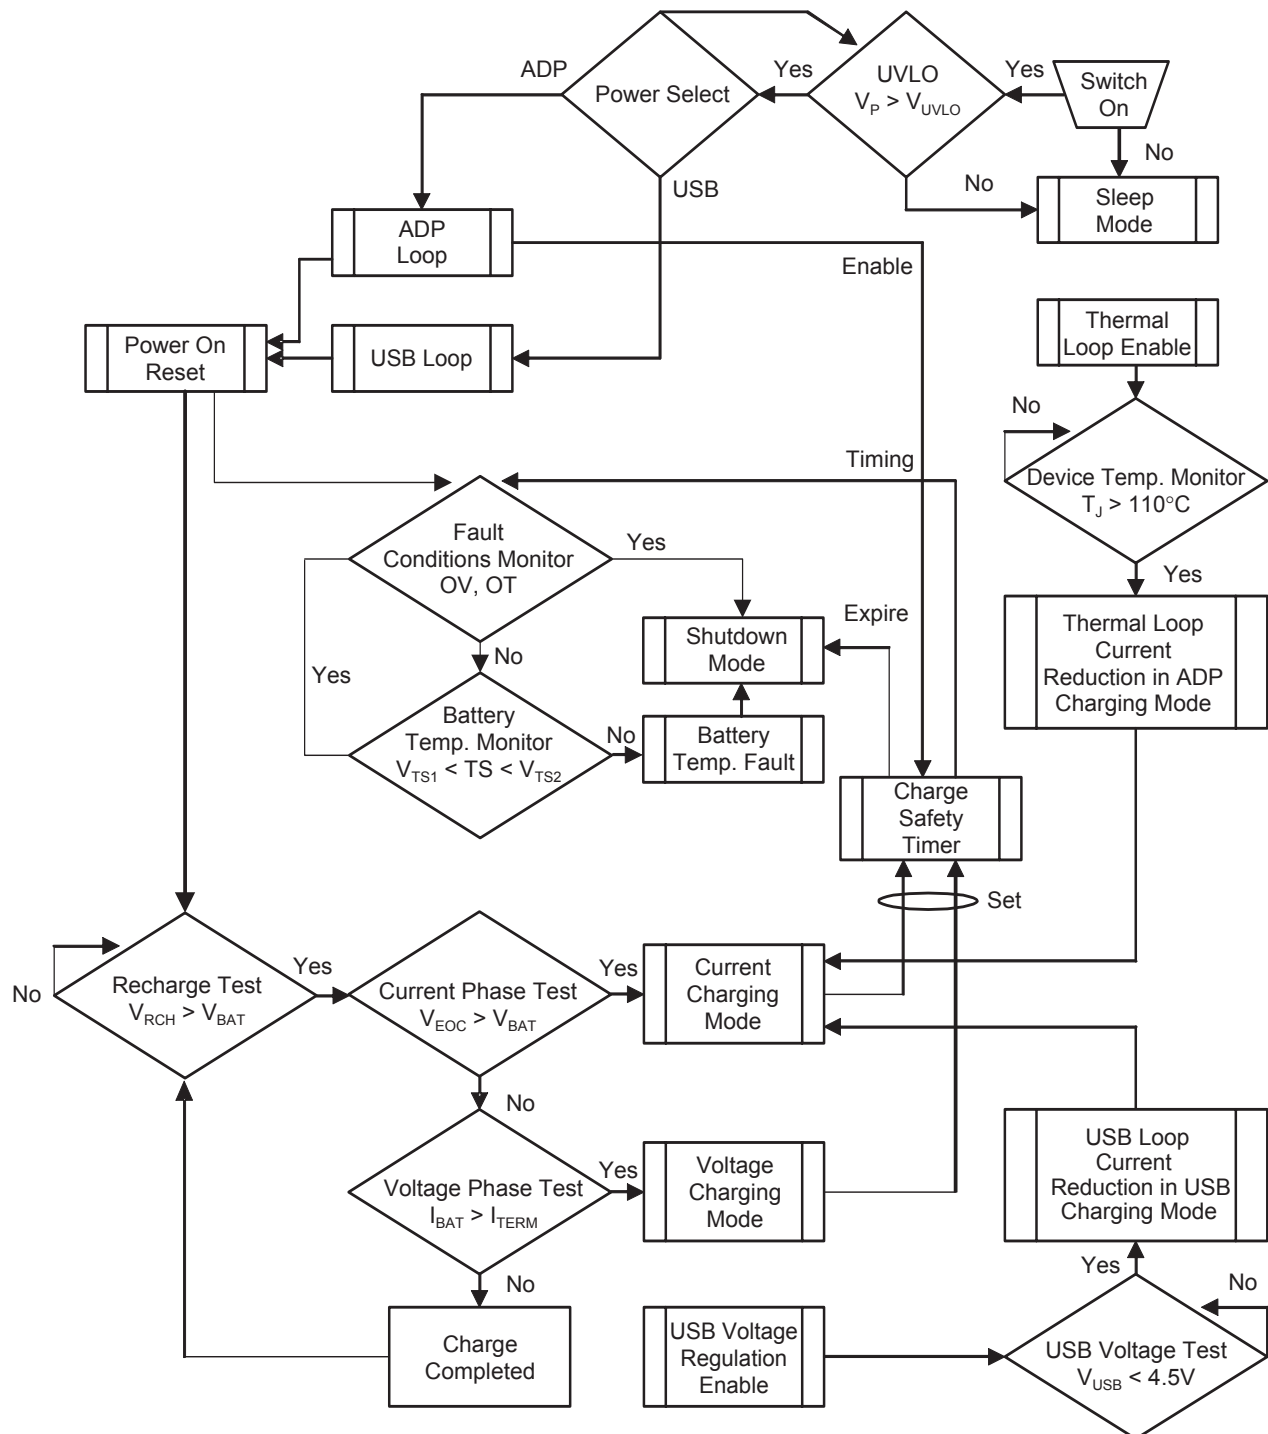 ADP
Power Select
Yes
UVLO
V_P > V_UVLO
Yes
Switch
On
No
No
Sleep
Mode
USB
ADP
Loop
Enable
Power On
Reset
USB Loop
Thermal
Loop Enable
No
Device Temp. Monitor
T_J > 110°C
Yes
Timing
Fault
Conditions Monitor
OV, OT
Yes
Yes
No
Shutdown
Mode
Expire
Thermal Loop
Current
Reduction in ADP
Charging Mode
Battery
Temp. Monitor
V_TS1 < TS < V_TS2
No
Battery
Temp. Fault
Charge
Safety
Timer
Set
No
Recharge Test
V_RCH > V_BAT
Yes
Current Phase Test
V_EOC > V_BAT
Yes
Current
Charging
Mode
No
Voltage Phase Test
I_BAT > I_TERM
Yes
Voltage
Charging
Mode
USB Loop
Current
Reduction in USB
Charging Mode
No
Charge
Completed
USB Voltage
Regulation
Enable
Yes
No
USB Voltage Test
V_USB < 4.5V